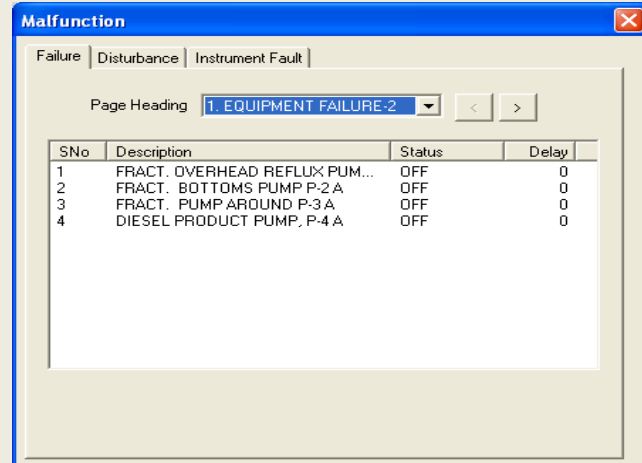 Malfunction
Failure Disturbance Instrument Fault
Page Heading 1. EQUIPMENT FAILURE-2 < >
SNo Description Status Delay
1 FRACT. OVERHEAD REFLUX PUM... OFF 0
2 FRACT. BOTTOMS PUMP P-2 A OFF 0
3 FRACT. PUMP AROUND P-3 A OFF 0
4 DIESEL PRODUCT PUMP, P-4 A OFF 0